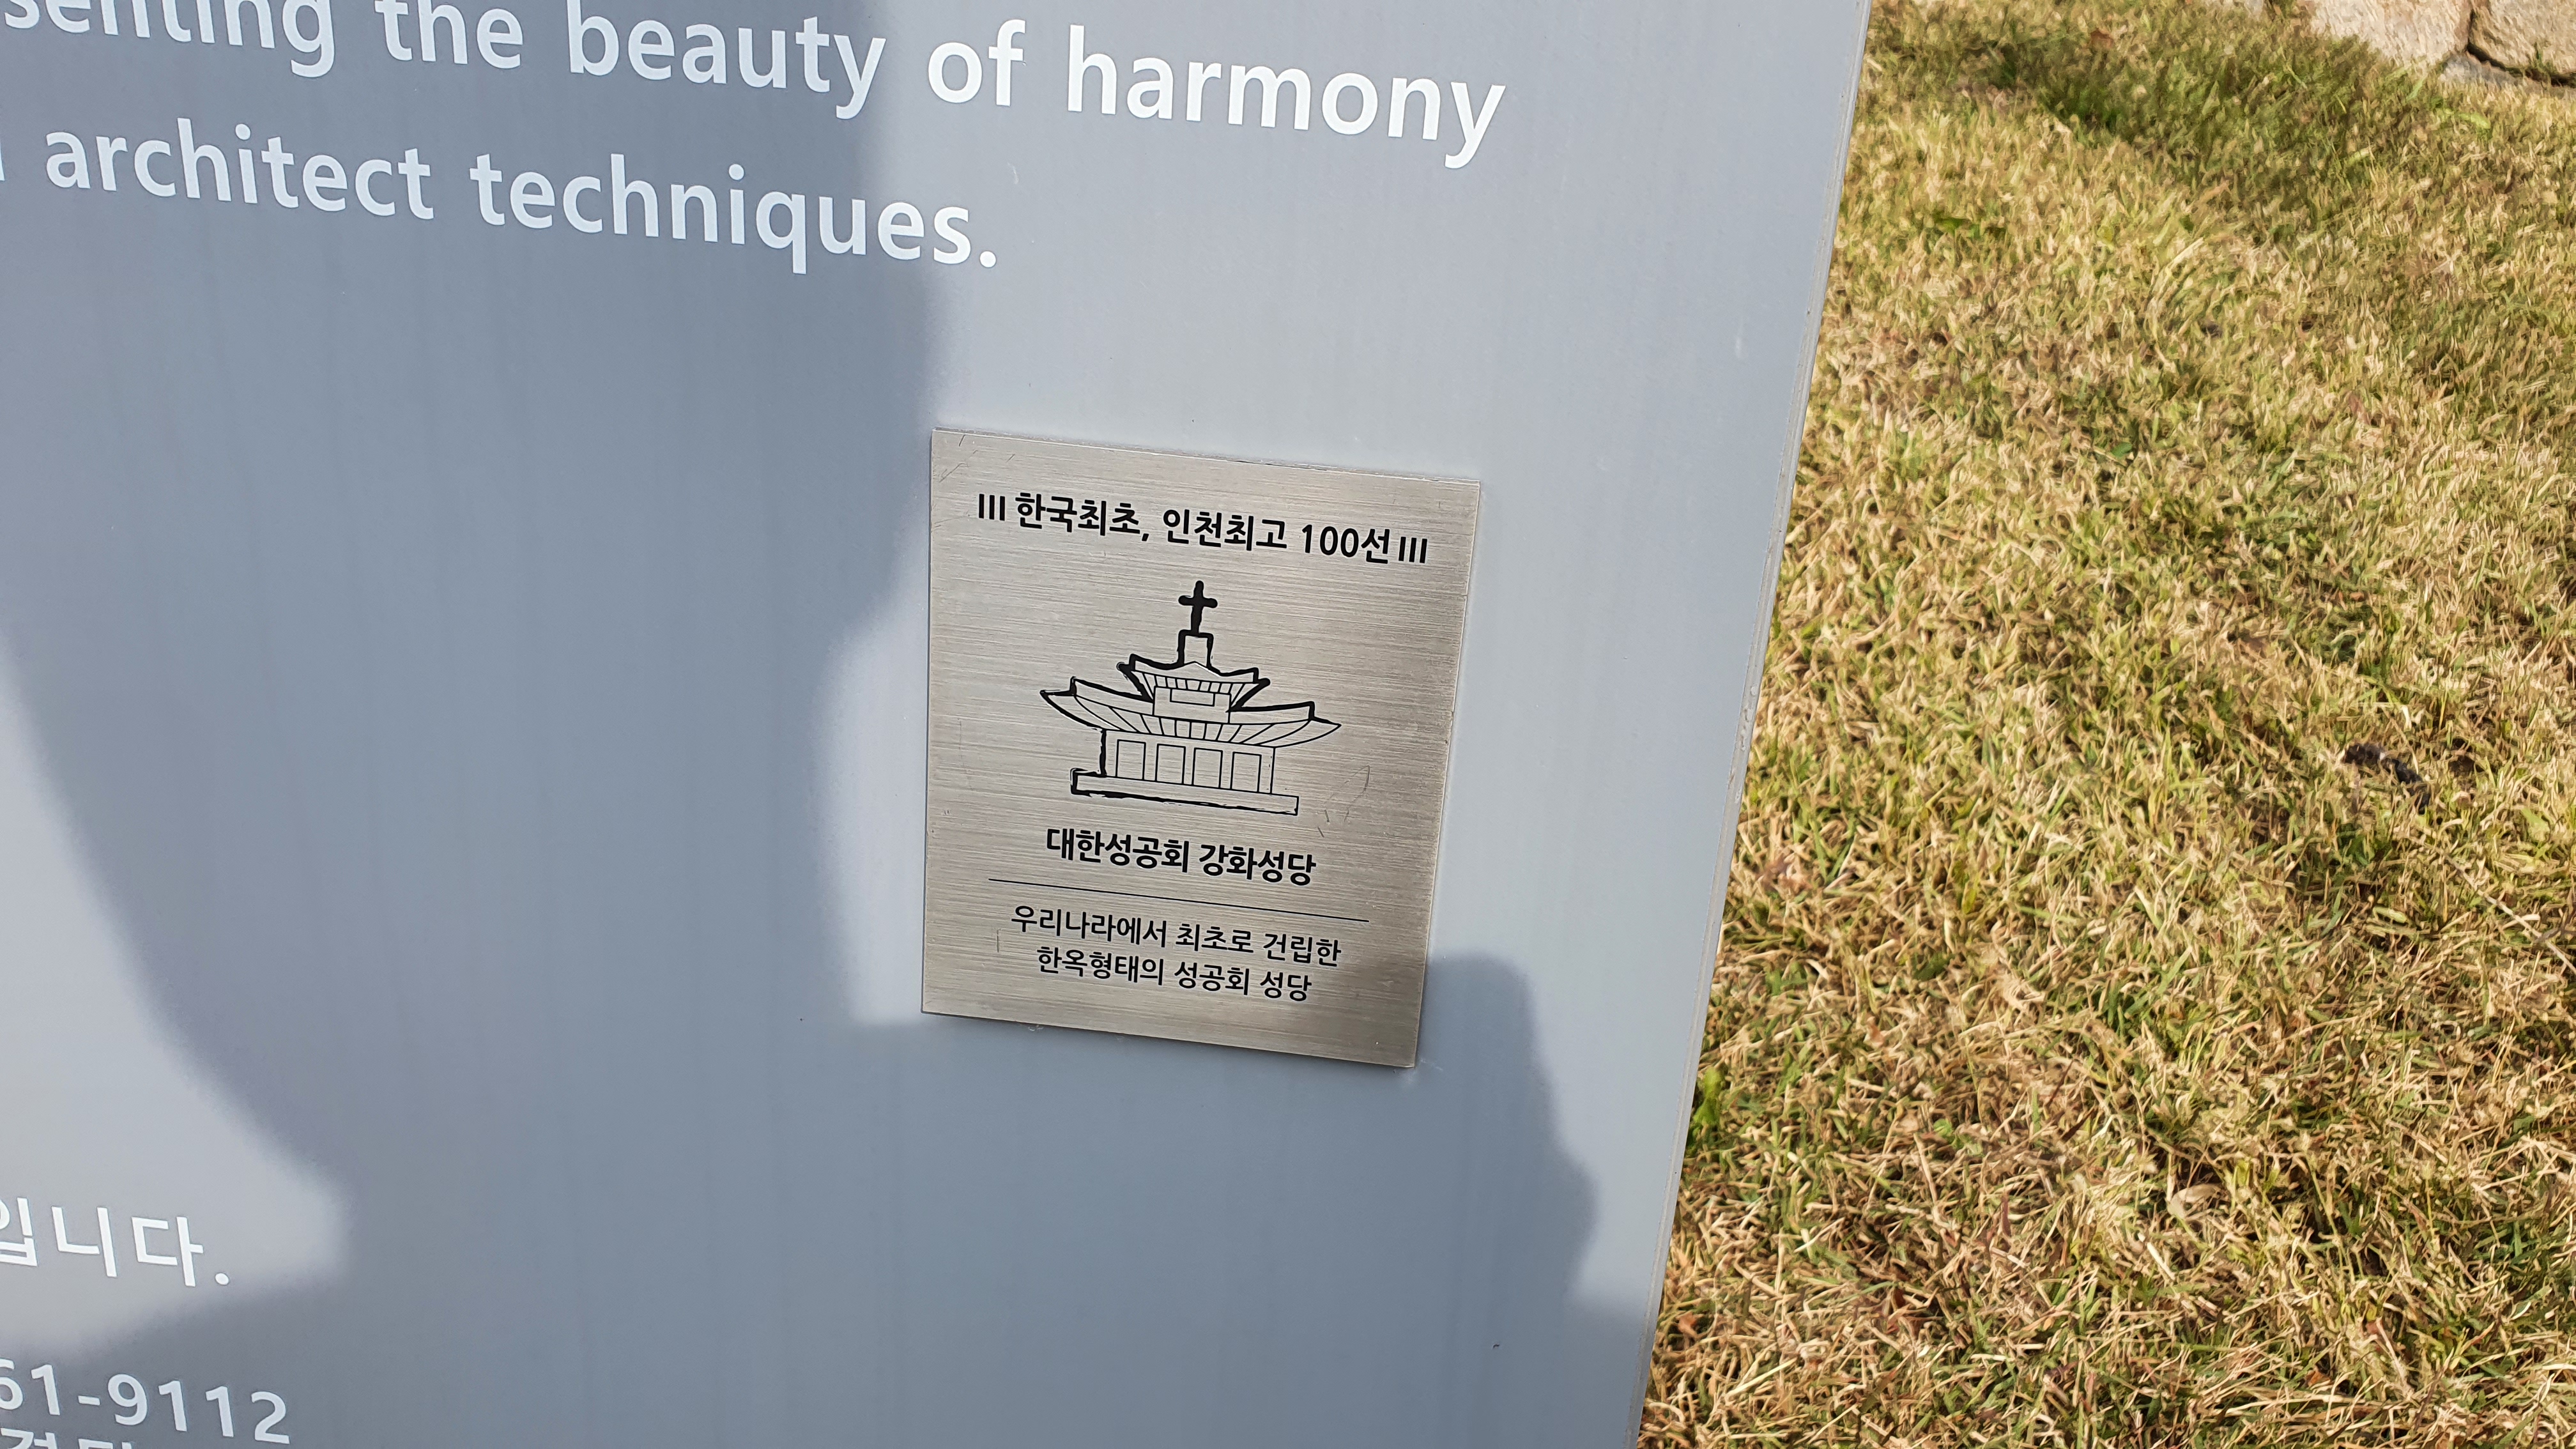 the beauty of harmony
architect techniques.
III 한국최초, 인천최고 100선 III
대한성공회 강화성당
우리나라에서 최초로 건립한
한옥형태의 성공회 성당
입니다.
61-9112